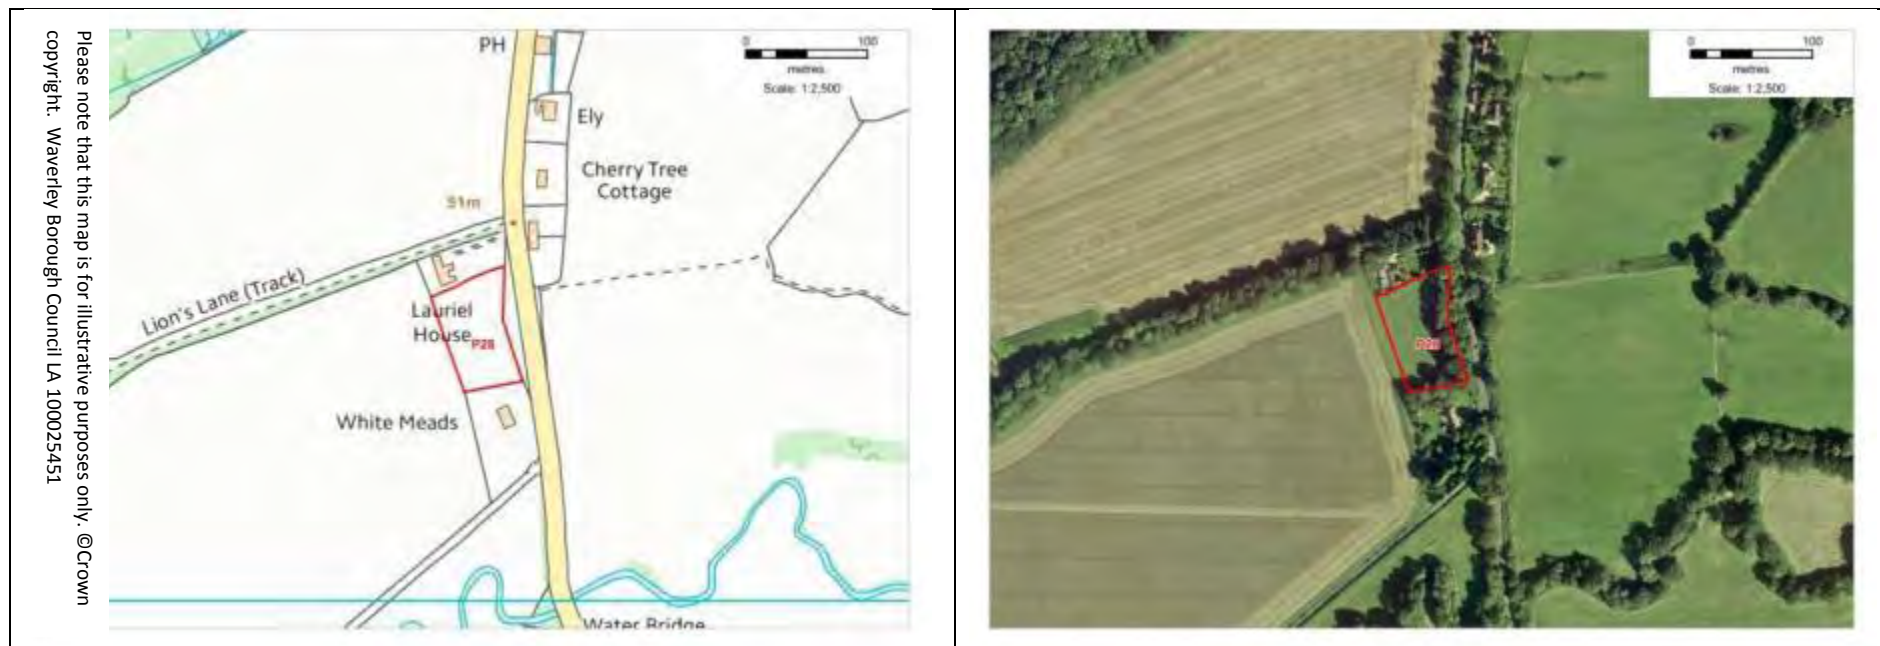 Please note that this map is for illustrative purposes only. ©Crown
copyright. Waverley Borough Council LA 100025451
PH
0 100
metres
Scale: 1:2,500
Ely
Cherry Tree
Cottage
51m
Lion's Lane (Track)
Lauriel
House
P28
White Meads
Water Bridge
0 100
metres
Scale: 1:2,500
P28